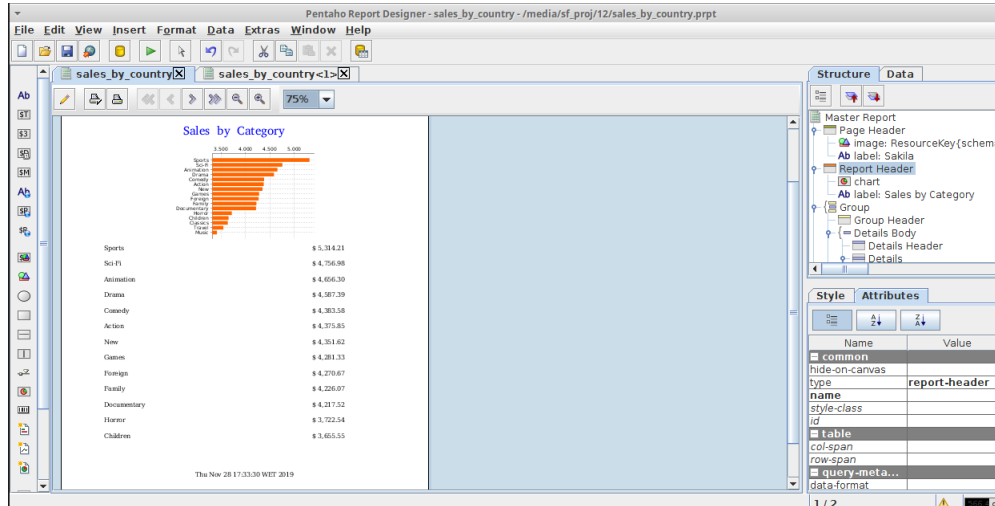 Pentaho Report Designer - sales_by_country - /media/sf_proj/12/sales_by_country.prpt
File Edit View Insert Format Data Extras Window Help
sales_by_country sales_by_country<1>
75%
Sales by Category
3.500 4.000 4.500 5.000
Sports
Sci-Fi
Animation
Drama
Comedy
Action
New
Games
Foreign
Family
Documentary
Horror
Children
Classics
Travel
Music
Sports $ 5,314.21
Sci-Fi $ 4,756.98
Animation $ 4,656.30
Drama $ 4,587.39
Comedy $ 4,383.58
Action $ 4,375.85
New $ 4,351.62
Games $ 4,281.33
Foreign $ 4,270.67
Family $ 4,226.07
Documentary $ 4,217.52
Horror $ 3,722.54
Children $ 3,655.55
Thu Nov 28 17:33:30 WET 2019
Structure Data
Master Report
Page Header
image: ResourceKey{schem
Ab label: Sakila
Report Header
chart
Ab label: Sales by Category
Group
Group Header
Details Body
Details Header
Details
Style Attributes
Name Value
common
hide-on-canvas
type report-header
name
style-class
id
table
col-span
row-span
query-meta...
data-format
1 / 2